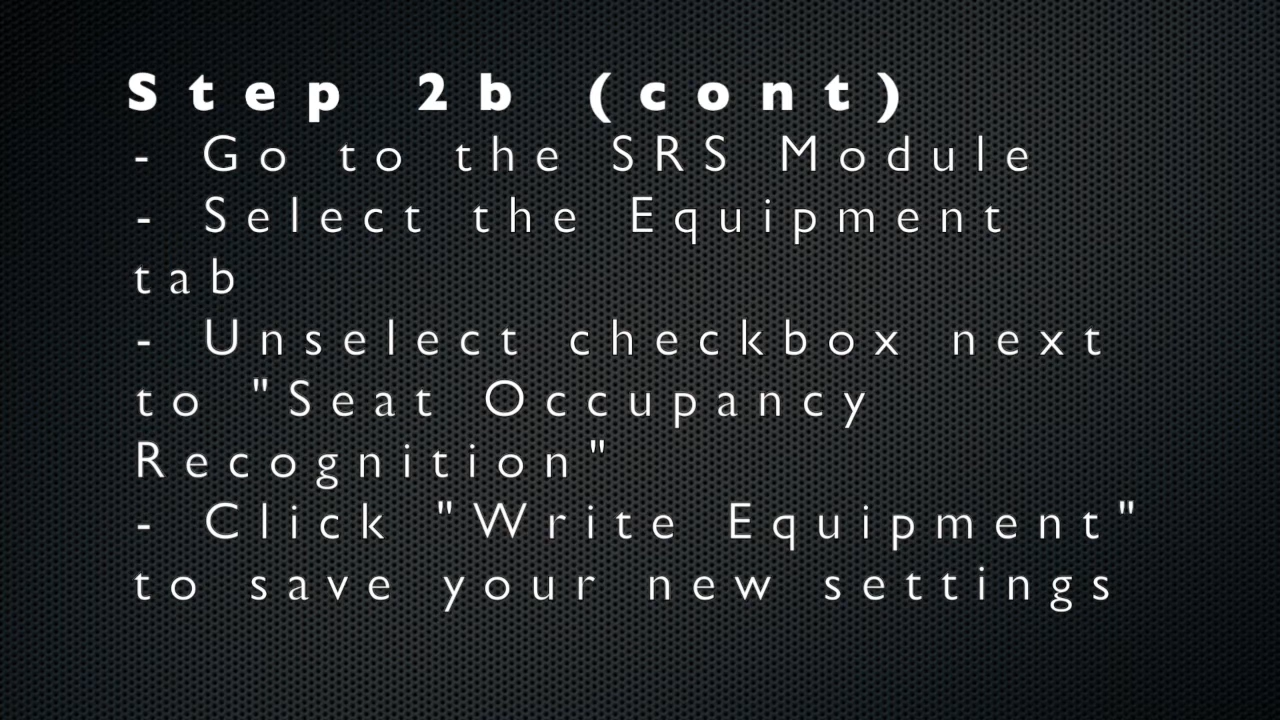 Step 2b (cont)
- Go to the SRS Module
- Select the Equipment
tab
- Unselect checkbox next
to "Seat Occupancy
Recognition"
- Click "Write Equipment"
to save your new settings